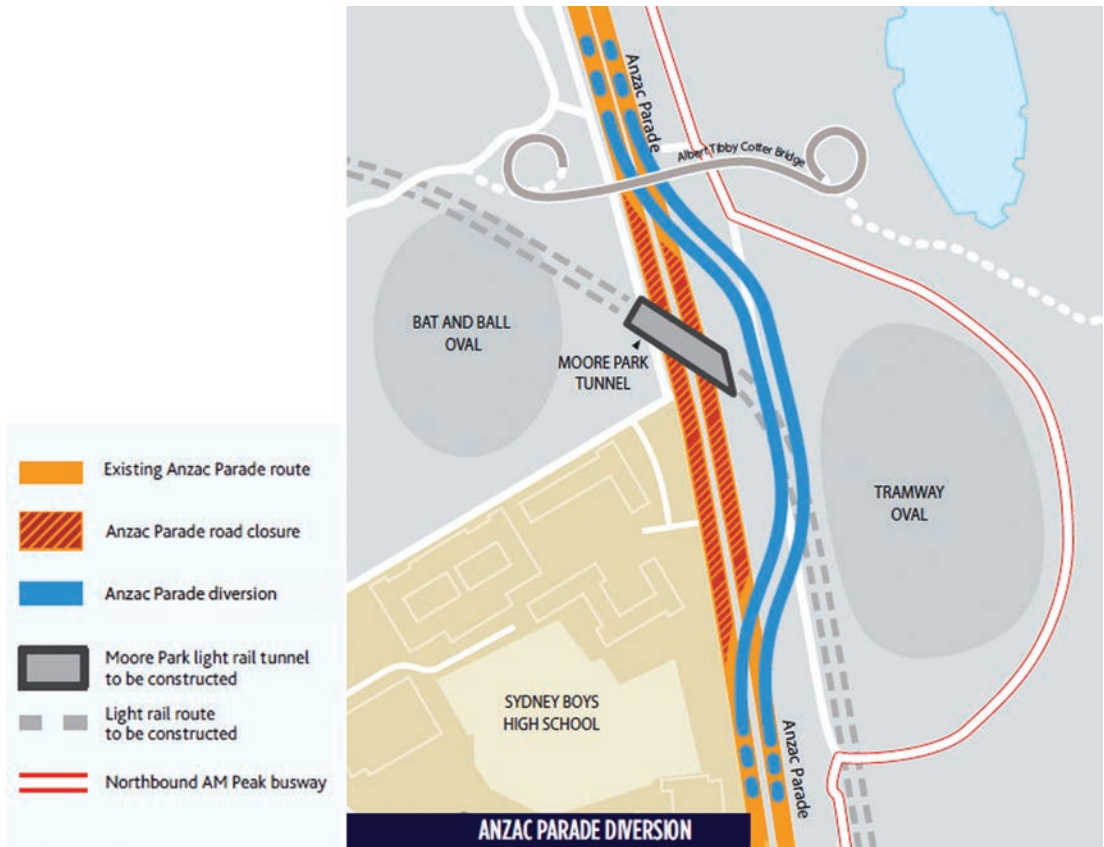 Anzac Parade
Albert Tibby Cotter Bridge
BAT AND BALL
OVAL
MOORE PARK
TUNNEL
TRAMWAY
OVAL
Existing Anzac Parade route
Anzac Parade road closure
Anzac Parade diversion
Moore Park light rail tunnel
to be constructed
Light rail route
to be constructed
Northbound AM Peak busway
SYDNEY BOYS
HIGH SCHOOL
Anzac Parade
ANZAC PARADE DIVERSION